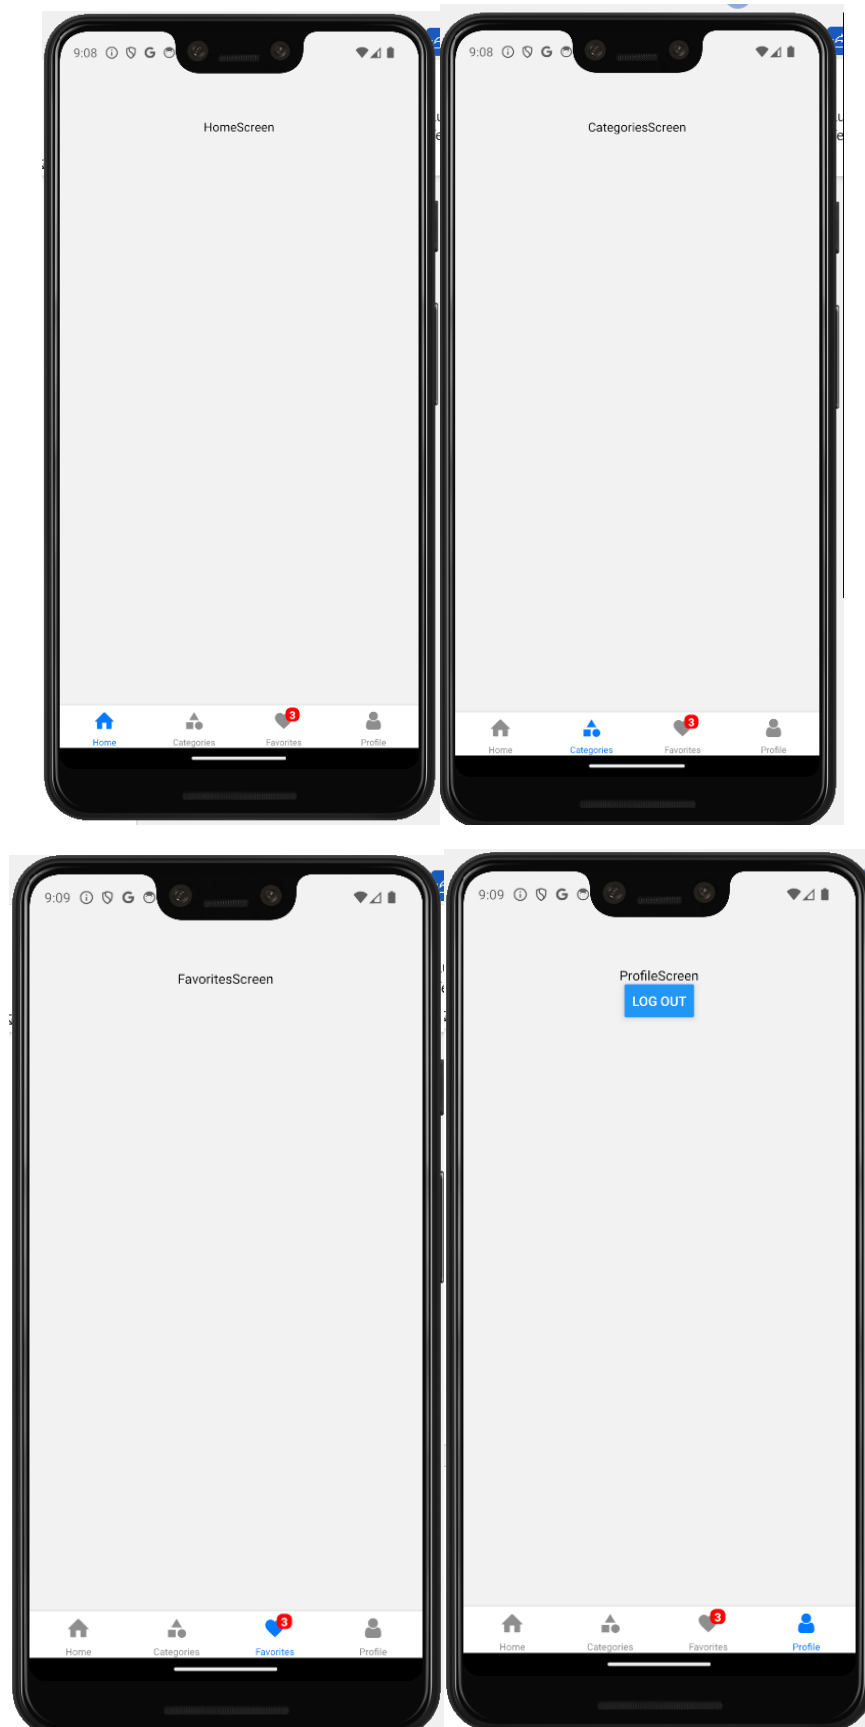 9:08
HomeScreen
3
Home
Categories
Favorites
Profile
9:08
CategoriesScreen
3
Home
Categories
Favorites
Profile
9:09
FavoritesScreen
3
Home
Categories
Favorites
Profile
9:09
ProfileScreen
LOG OUT
3
Home
Categories
Favorites
Profile